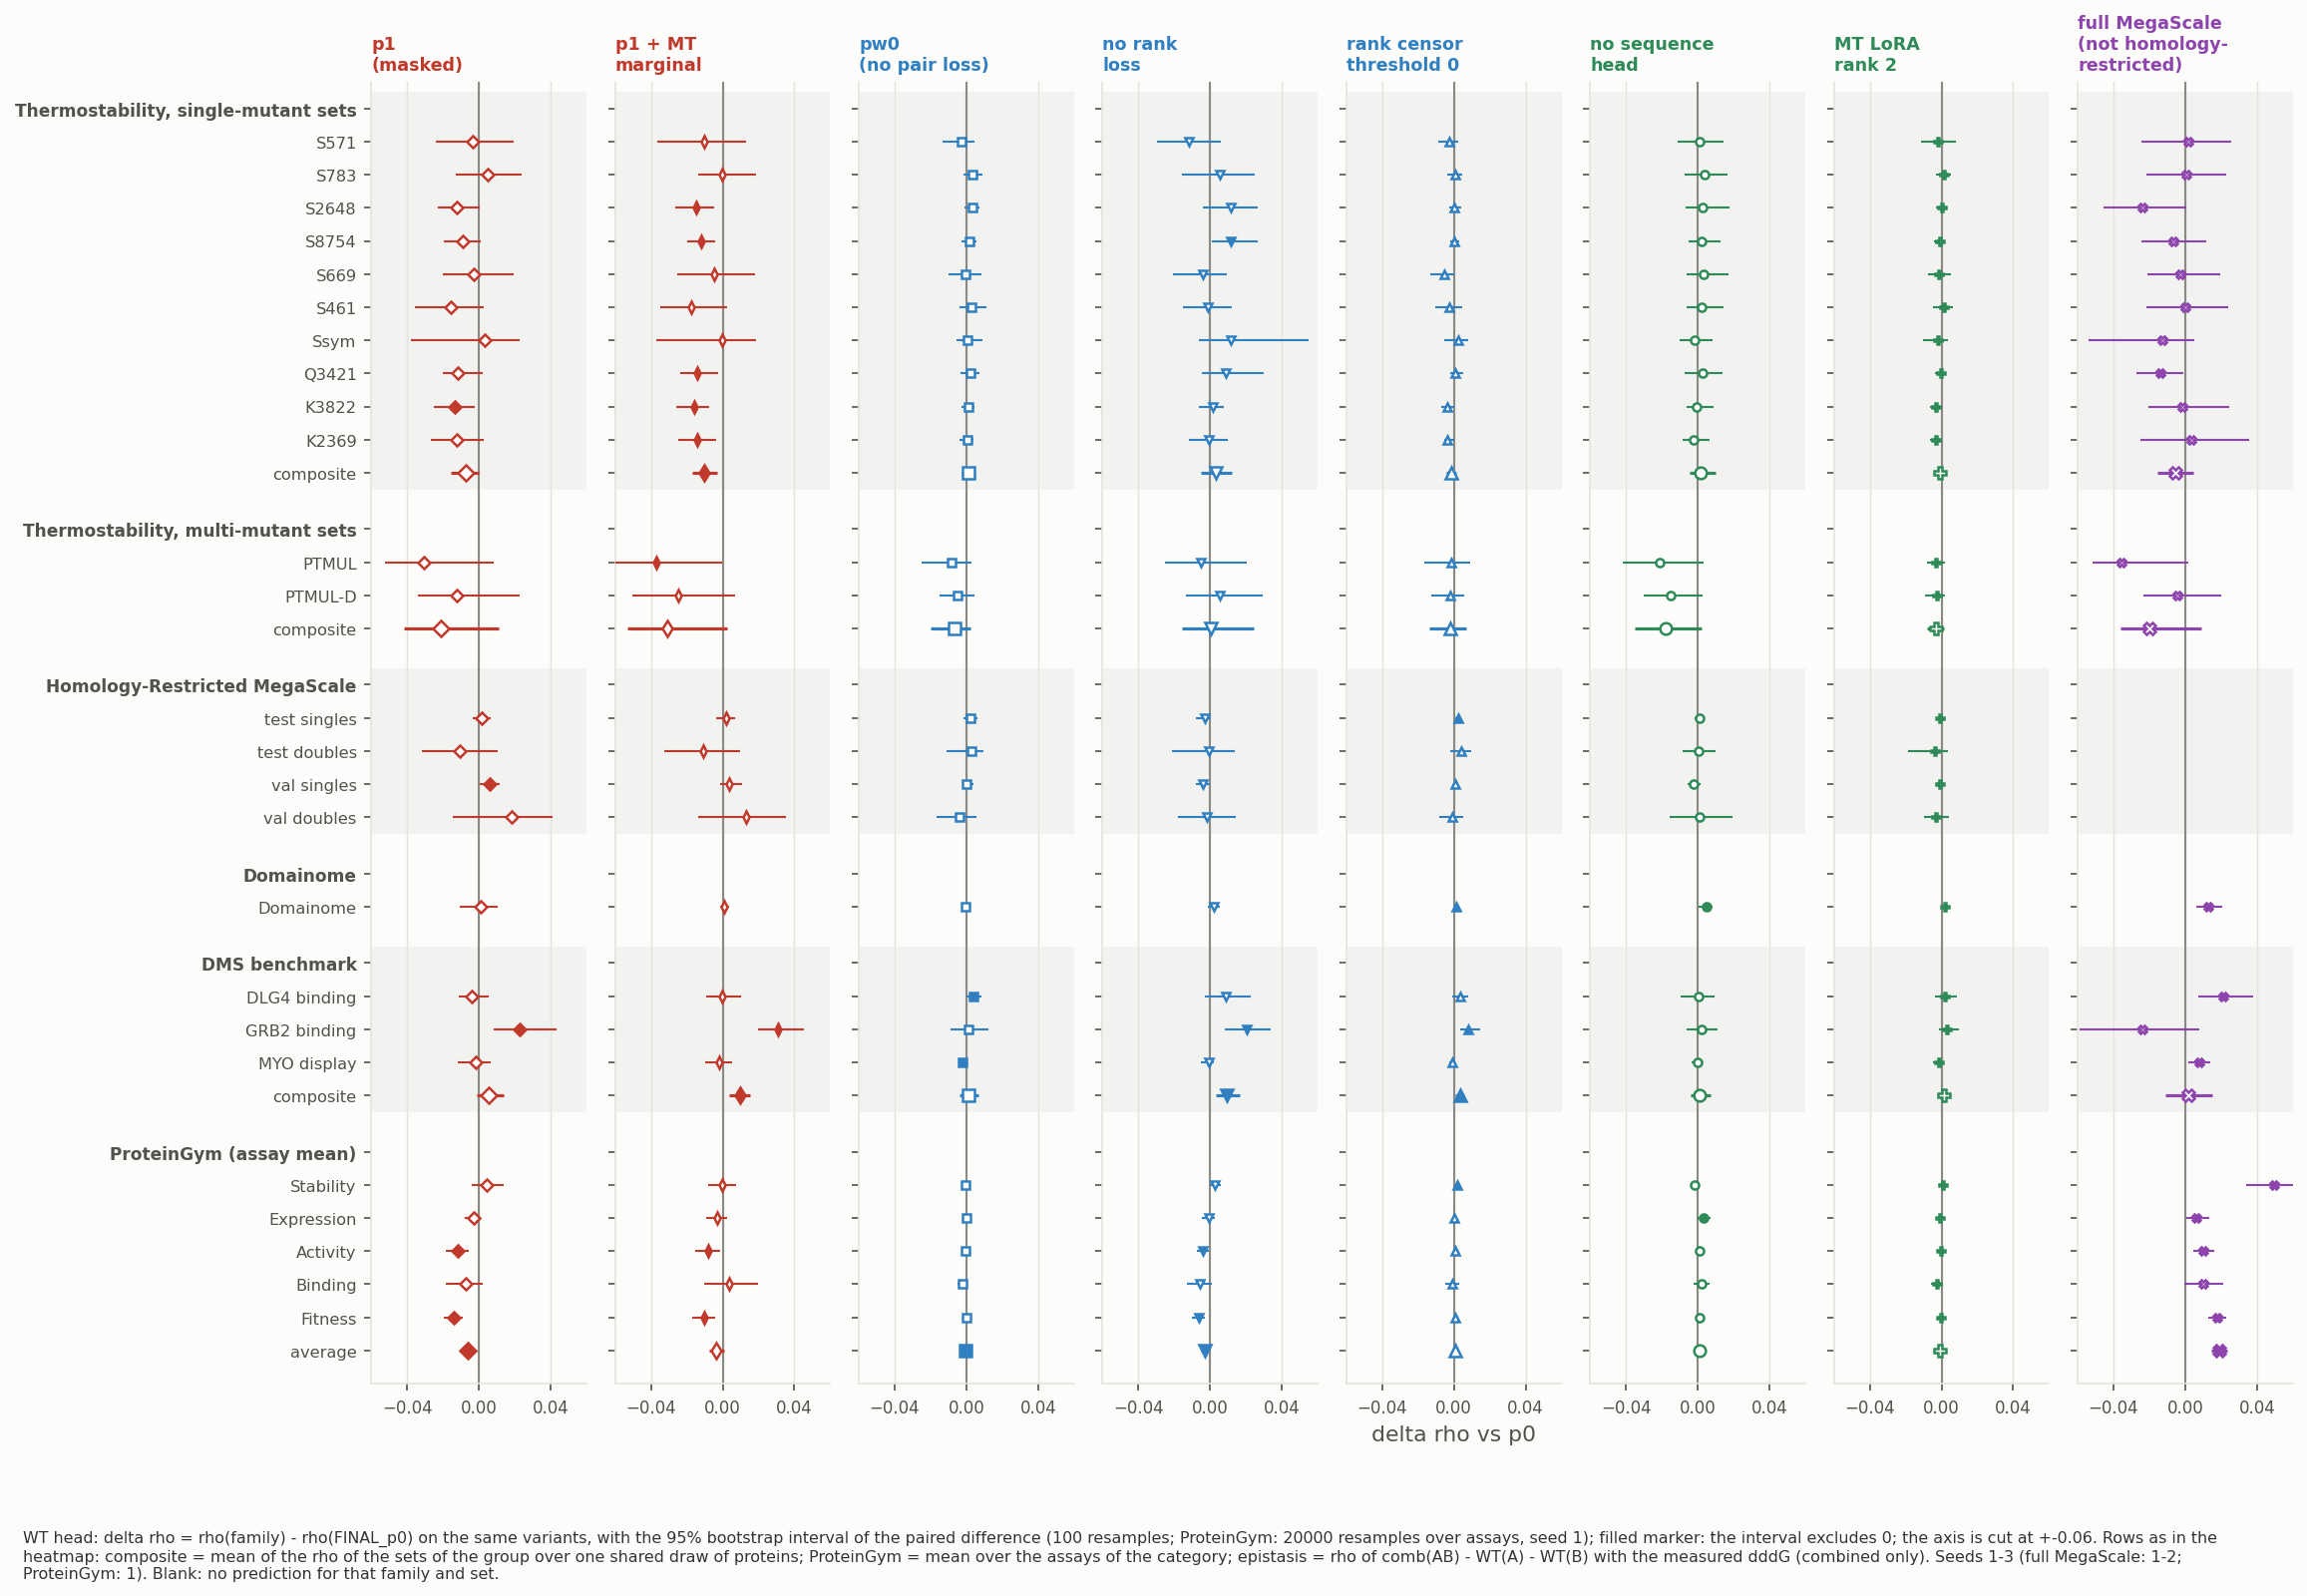 p1
(masked)
p1 + MT
marginal
pw0
(no pair loss)
no rank
loss
rank censor
threshold 0
no sequence
head
MT LoRA
rank 2
full MegaScale
(not homology-
restricted)
Thermostability, single-mutant sets
S571
S783
S2648
S8754
S669
S461
Ssym
Q3421
K3822
K2369
composite
Thermostability, multi-mutant sets
PTMUL
PTMUL-D
composite
Homology-Restricted MegaScale
test singles
test doubles
val singles
val doubles
Domainome
Domainome
DMS benchmark
DLG4 binding
GRB2 binding
MYO display
composite
ProteinGym (assay mean)
Stability
Expression
Activity
Binding
Fitness
average
−0.04 0.00 0.04 −0.04 0.00 0.04 −0.04 0.00 0.04 −0.04 0.00 0.04 −0.04 0.00 0.04 −0.04 0.00 0.04 −0.04 0.00 0.04 −0.04 0.00 0.04
delta rho vs p0
WT head: delta rho = rho(family) - rho(FINAL_p0) on the same variants, with the 95% bootstrap interval of the paired difference (100 resamples; ProteinGym: 20000 resamples over assays, seed 1); filled marker: the interval excludes 0; the axis is cut at +-0.06. Rows as in the
heatmap: composite = mean of the rho of the sets of the group over one shared draw of proteins; ProteinGym = mean over the assays of the category; epistasis = rho of comb(AB) - WT(A) - WT(B) with the measured dddG (combined only). Seeds 1-3 (full MegaScale: 1-2;
ProteinGym: 1). Blank: no prediction for that family and set.